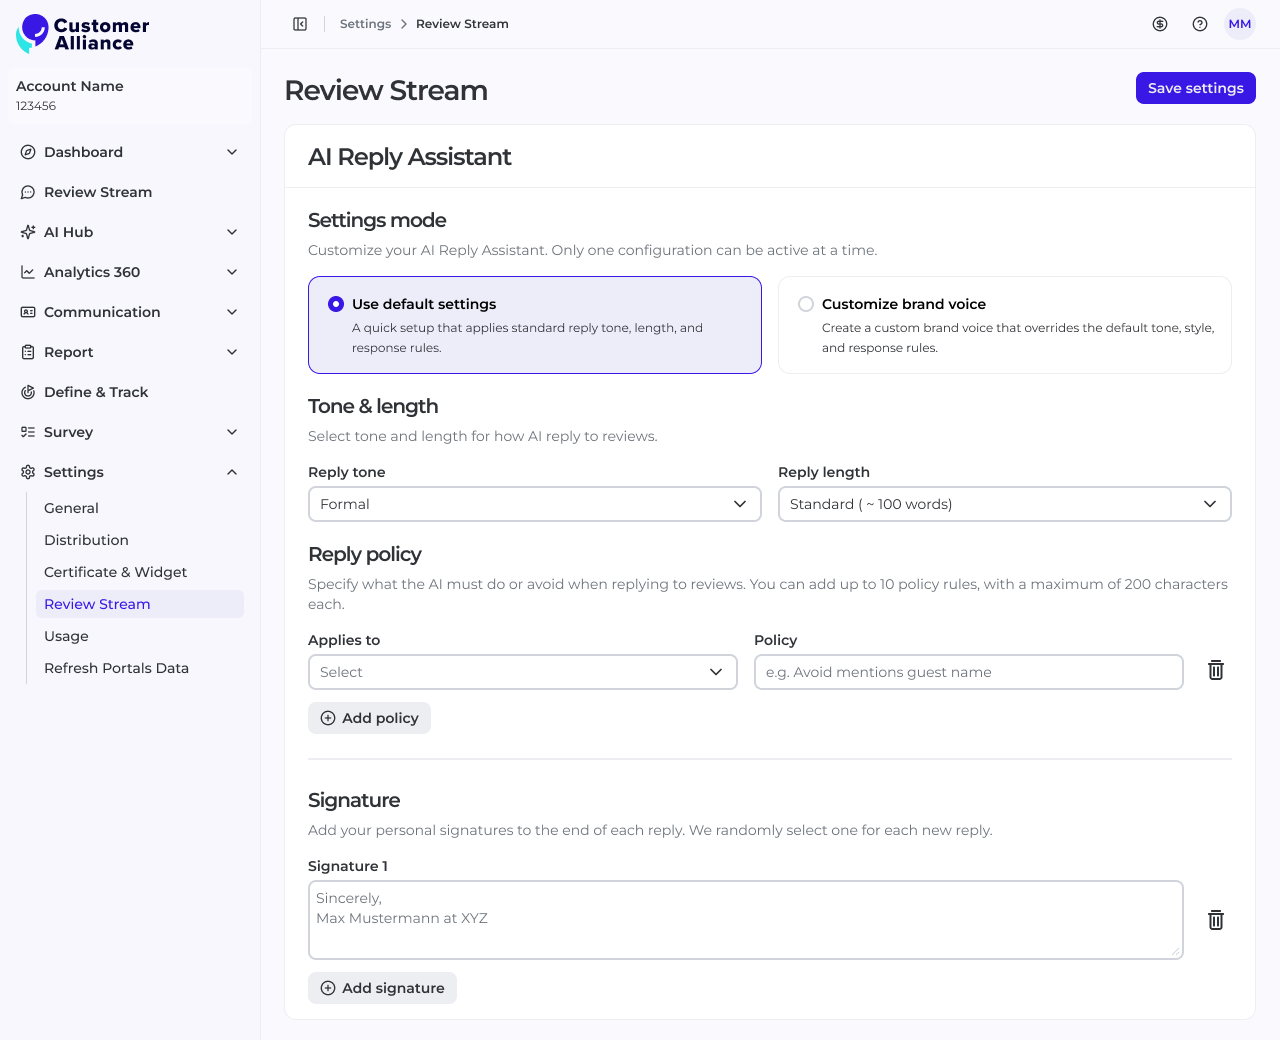 Customer
Alliance
Account Name
123456
Dashboard
Review Stream
AI Hub
Analytics 360
Communication
Report
Define & Track
Survey
Settings
General
Distribution
Certificate & Widget
Review Stream
Usage
Refresh Portals Data
Settings > Review Stream
MM
Review Stream
Save settings
AI Reply Assistant
Settings mode
Customize your AI Reply Assistant. Only one configuration can be active at a time.
Use default settings
A quick setup that applies standard reply tone, length, and
response rules.
Customize brand voice
Create a custom brand voice that overrides the default tone, style,
and response rules.
Tone & length
Select tone and length for how AI reply to reviews.
Reply tone
Formal
Reply length
Standard ( ~ 100 words)
Reply policy
Specify what the AI must do or avoid when replying to reviews. You can add up to 10 policy rules, with a maximum of 200 characters
each.
Applies to
Select
Policy
e.g. Avoid mentions guest name
Add policy
Signature
Add your personal signatures to the end of each reply. We randomly select one for each new reply.
Signature 1
Sincerely,
Max Mustermann at XYZ
Add signature